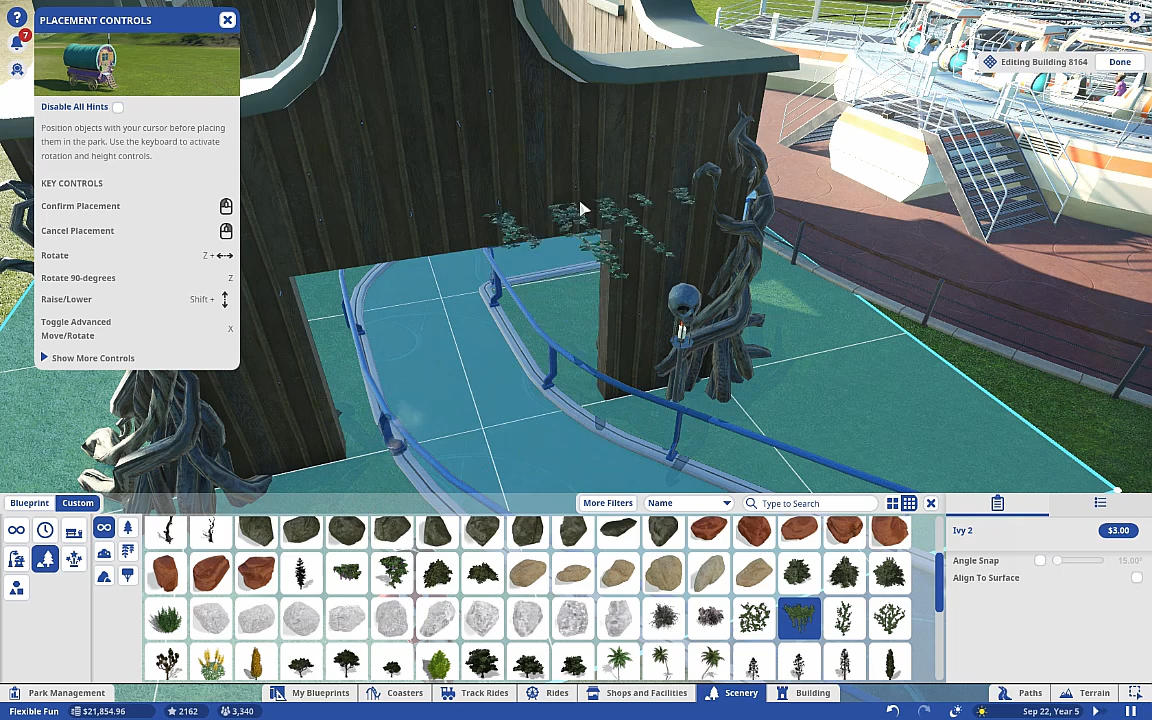 ?
PLACEMENT CONTROLS
7
Disable All Hints
Position objects with your cursor before placing
them in the park. Use the keyboard to activate
rotation and height controls.
KEY CONTROLS
Confirm Placement
Cancel Placement
Rotate Z +
Rotate 90-degrees Z
Raise/Lower Shift +
Toggle Advanced
Move/Rotate X
Show More Controls
Editing Building 8164 Done
Blueprint Custom
More Filters Name Type to Search
Ivy 2 $3.00
Angle Snap 15.00°
Align To Surface
Park Management My Blueprints Coasters Track Rides Rides Shops and Facilities Scenery Building Paths Terrain
Flexible Fun $21,854.96 2162 3,340 Sep 22, Year 5